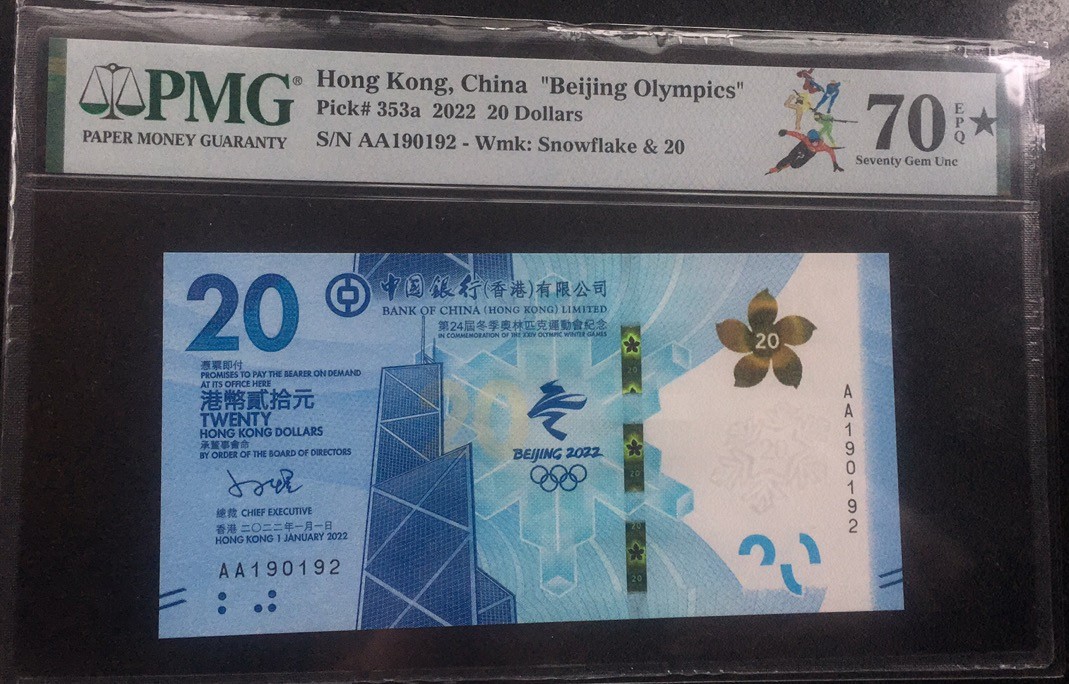 PMG®
PAPER MONEY GUARANTY
Hong Kong, China "Beijing Olympics"
Pick# 353a 2022 20 Dollars
S/N AA190192 - Wmk: Snowflake & 20
70
EPQ
★
Seventy Gem Unc
20
中國銀行(香港)有限公司
BANK OF CHINA (HONG KONG) LIMITED
第24屆冬季奧林匹克運動會紀念
IN COMMEMORATION OF THE XXIV OLYMPIC WINTER GAMES
憑票即付
PROMISES TO PAY THE BEARER ON DEMAND
AT ITS OFFICE HERE
港幣貳拾元
TWENTY
HONG KONG DOLLARS
承董事會命
BY ORDER OF THE BOARD OF DIRECTORS
總裁 CHIEF EXECUTIVE
香港 二〇二二年一月一日
HONG KONG 1 JANUARY 2022
AA190192
20
BEIJING 2022
20
20
20
20
20
AA190192